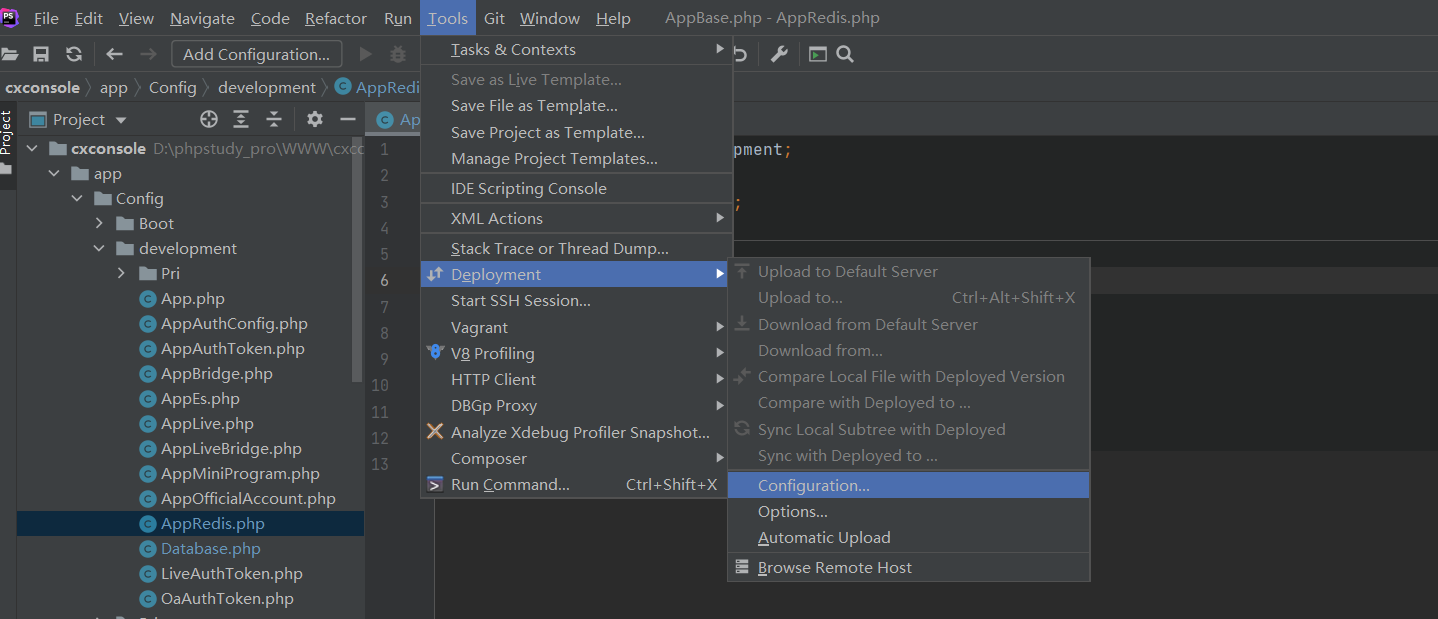 PS File Edit View Navigate Code Refactor Run Tools Git Window Help AppBase.php - AppRedis.php
Add Configuration...
cxconsole app Config development AppRedi
Project
Project
Ap
cxconsole D:\phpstudy_pro\WWW\cxcc
app
Config
Boot
development
Pri
App.php
AppAuthConfig.php
AppAuthToken.php
AppBridge.php
AppEs.php
AppLive.php
AppLiveBridge.php
AppMiniProgram.php
AppOfficialAccount.php
AppRedis.php
Database.php
LiveAuthToken.php
OaAuthToken.php
1
2
3
4
5
6
7
8
9
10
11
12
13
pment;
;
Tasks & Contexts
Save as Live Template...
Save File as Template...
Save Project as Template...
Manage Project Templates...
IDE Scripting Console
XML Actions
Stack Trace or Thread Dump...
Deployment
Start SSH Session...
Vagrant
V8 Profiling
HTTP Client
DBGp Proxy
Analyze Xdebug Profiler Snapshot...
Composer
Run Command... Ctrl+Shift+X
Upload to Default Server
Upload to... Ctrl+Alt+Shift+X
Download from Default Server
Download from...
Compare Local File with Deployed Version
Compare with Deployed to ...
Sync Local Subtree with Deployed
Sync with Deployed to ...
Configuration...
Options...
Automatic Upload
Browse Remote Host